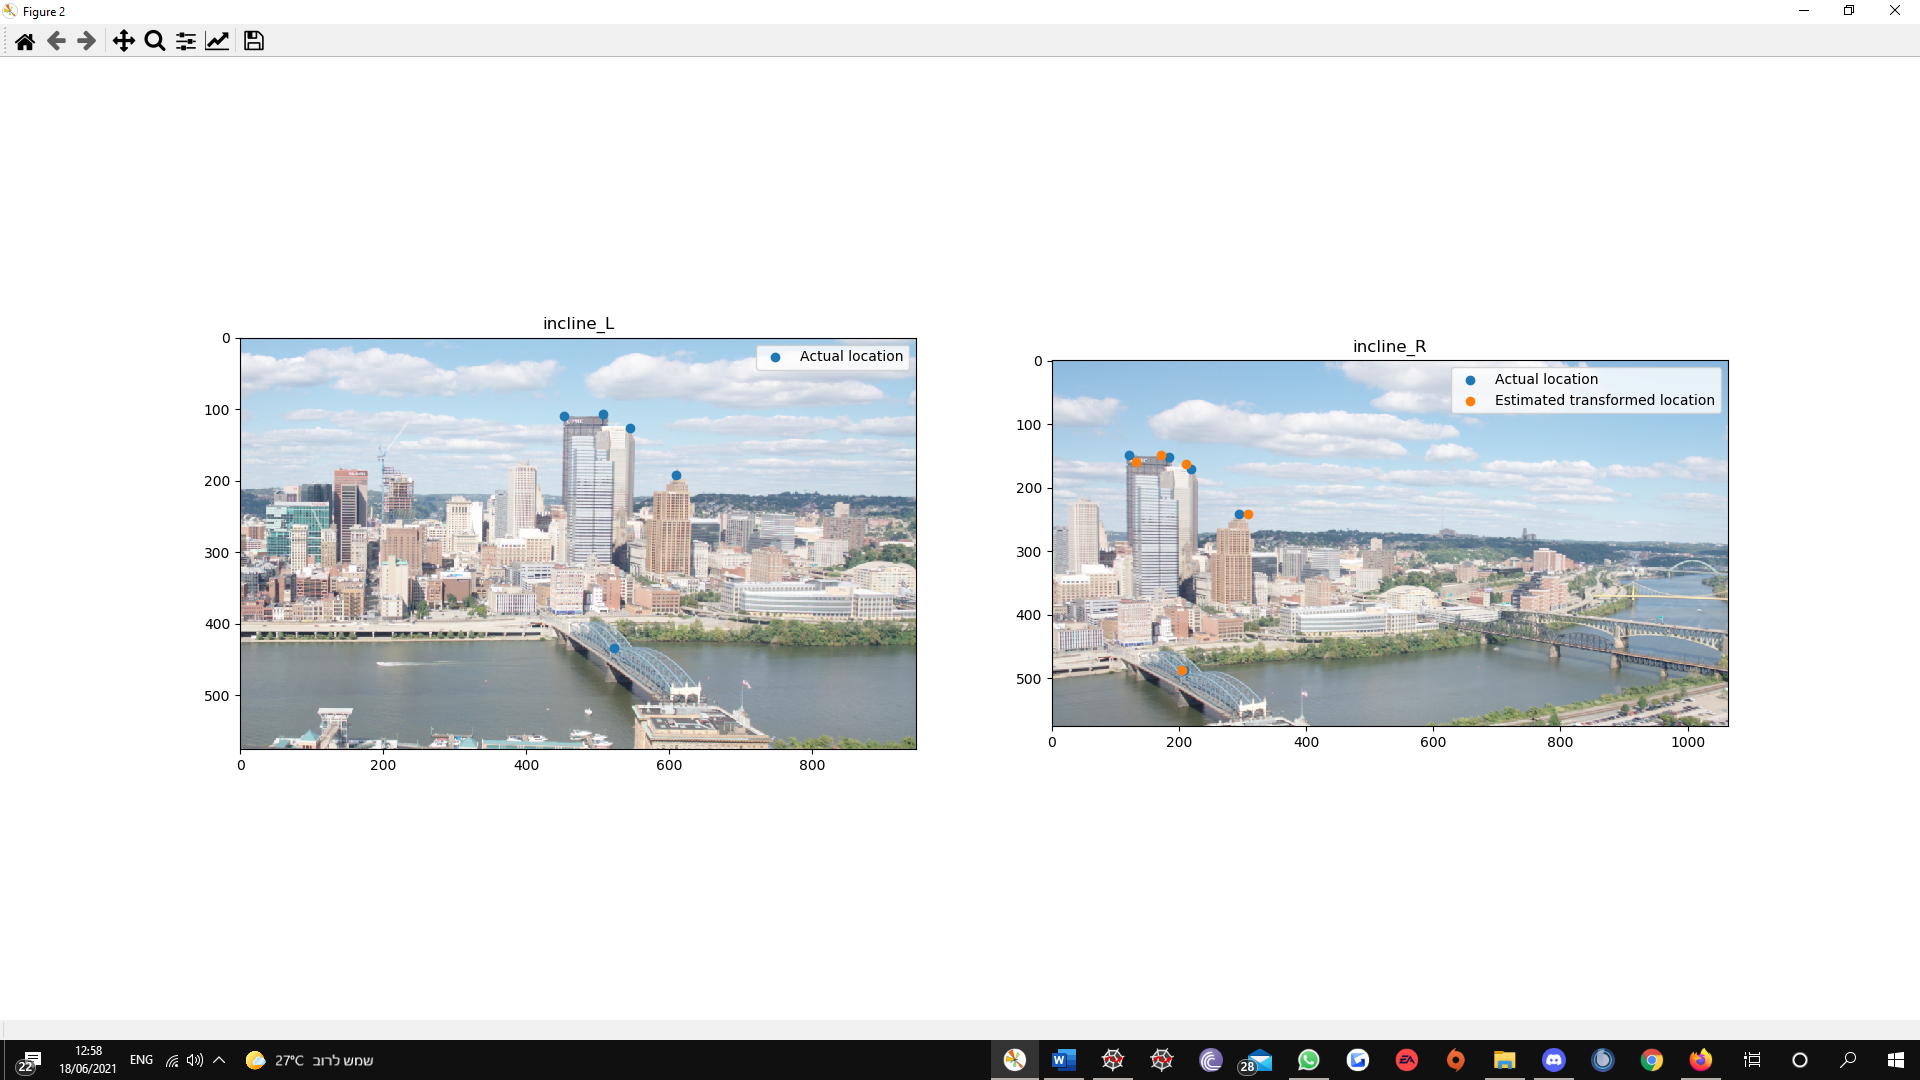 Figure 2
incline_L
Actual location
0
100
200
300
400
500
0
200
400
600
800
incline_R
Actual location
Estimated transformed location
0
100
200
300
400
500
0
200
400
600
800
1000
22
12:58
18/06/2021
ENG
27°C שמש לרוב
W
28
EA